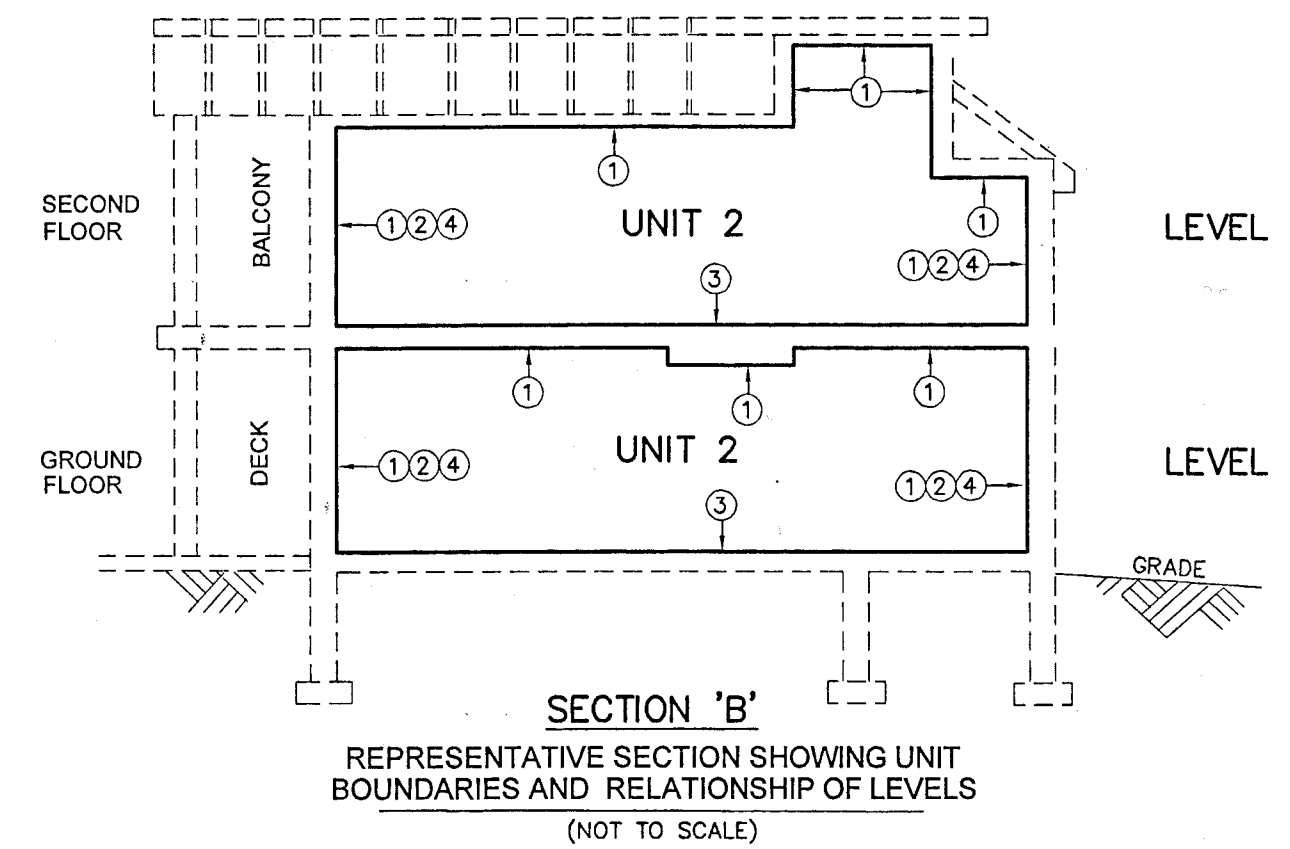 1
1
SECOND
FLOOR
BALCONY
1 2 4
UNIT 2
1
1 2 4
LEVEL
3
1
1
1
GROUND
FLOOR
DECK
1 2 4
UNIT 2
1 2 4
LEVEL
3
GRADE
SECTION 'B'
REPRESENTATIVE SECTION SHOWING UNIT
BOUNDARIES AND RELATIONSHIP OF LEVELS
(NOT TO SCALE)